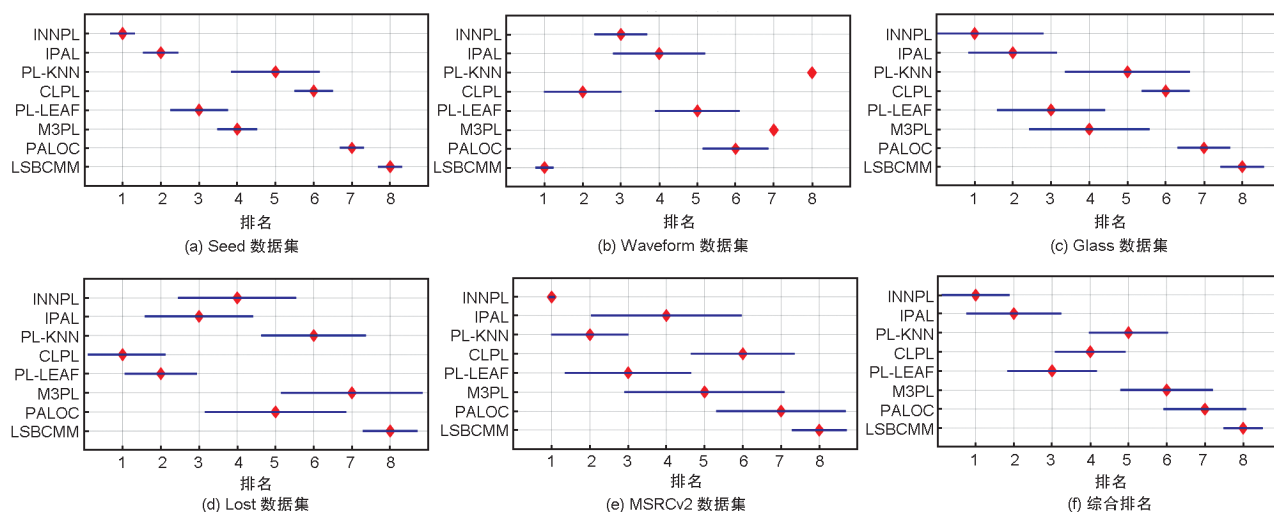 INNPL
IPAL
PL-KNN
CLPL
PL-LEAF
M3PL
PALOC
LSBCMM
1 2 3 4 5 6 7 8
排名
(a) Seed 数据集
INNPL
IPAL
PL-KNN
CLPL
PL-LEAF
M3PL
PALOC
LSBCMM
1 2 3 4 5 6 7 8
排名
(b) Waveform 数据集
INNPL
IPAL
PL-KNN
CLPL
PL-LEAF
M3PL
PALOC
LSBCMM
1 2 3 4 5 6 7 8
排名
(c) Glass 数据集
INNPL
IPAL
PL-KNN
CLPL
PL-LEAF
M3PL
PALOC
LSBCMM
1 2 3 4 5 6 7 8
排名
(d) Lost 数据集
INNPL
IPAL
PL-KNN
CLPL
PL-LEAF
M3PL
PALOC
LSBCMM
1 2 3 4 5 6 7 8
排名
(e) MSRCv2 数据集
INNPL
IPAL
PL-KNN
CLPL
PL-LEAF
M3PL
PALOC
LSBCMM
1 2 3 4 5 6 7 8
排名
(f) 综合排名